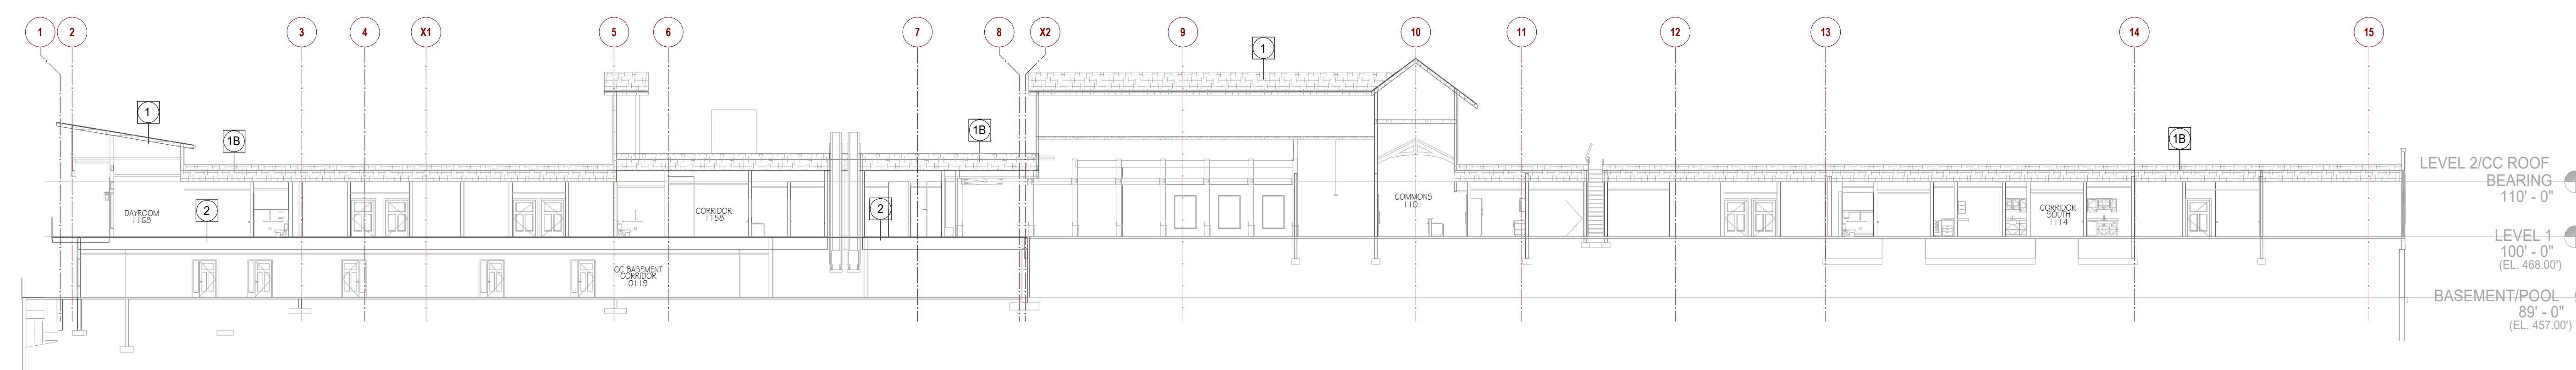 1
2
3
4
X1
5
6
7
8
X2
9
10
11
12
13
14
15
1
1
1B
1B
1B
LEVEL 2/CC ROOF
BEARING
110' - 0"
DAYROOM
1168
2
CORRIDOR
1158
2
COMMONS
1101
CORRIDOR
SOUTH
1114
LEVEL 1
100' - 0"
(EL. 468.00')
CC BASEMENT
CORRIDOR
0119
BASEMENT/POOL
89' - 0"
(EL. 457.00')